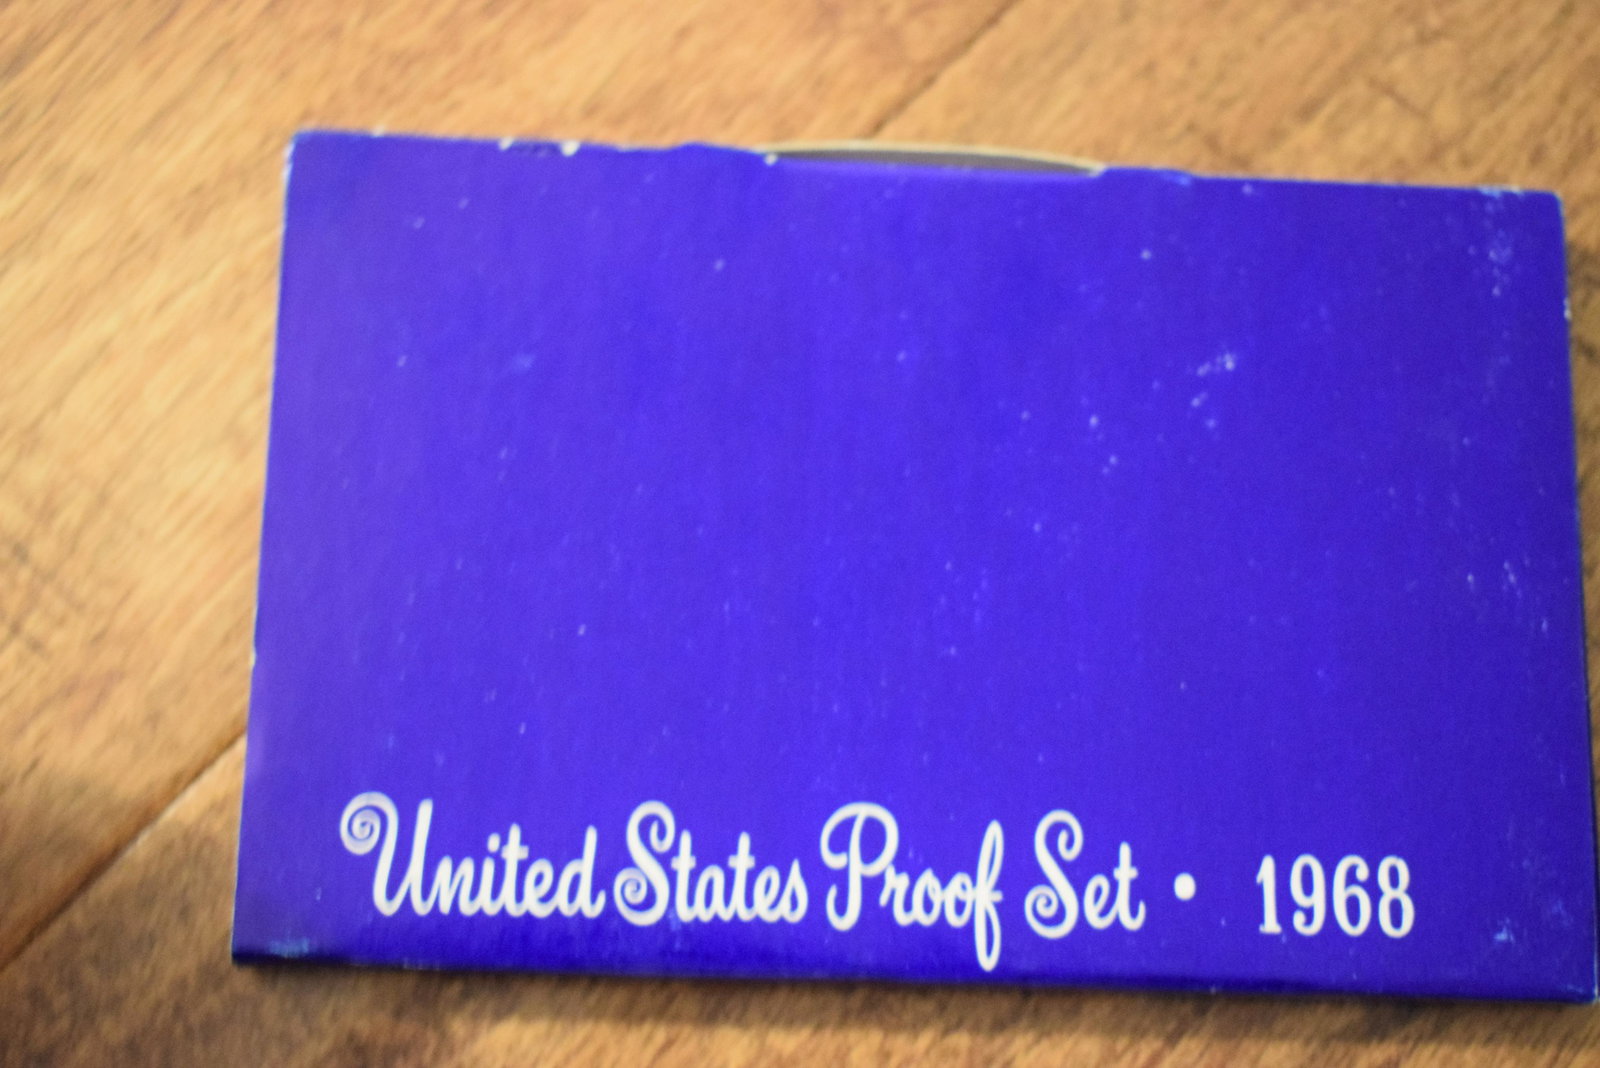 United States Proof Set • 1968